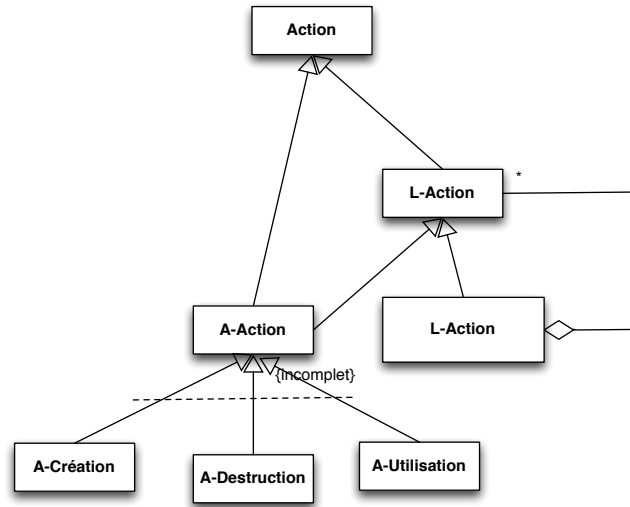 Action
*
L-Action
A-Action
L-Action
{incomplet}
A-Création
A-Destruction
A-Utilisation